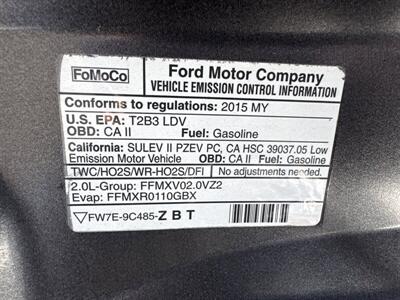 FoMoCo
Ford Motor Company
VEHICLE EMISSION CONTROL INFORMATION
Conforms to regulations: 2015 MY
U.S. EPA: T2B3 LDV
OBD: CA II Fuel: Gasoline
California: SULEV II PZEV PC, CA HSC 39037.05 Low
Emission Motor Vehicle OBD: CA II Fuel: Gasoline
TWC/HO2S/WR-HO2S/DFI No adjustments needed.
2.0L-Group: FFMXV02.0VZ2
Evap: FFMXR0110GBX
FW7E-9C485-Z B T